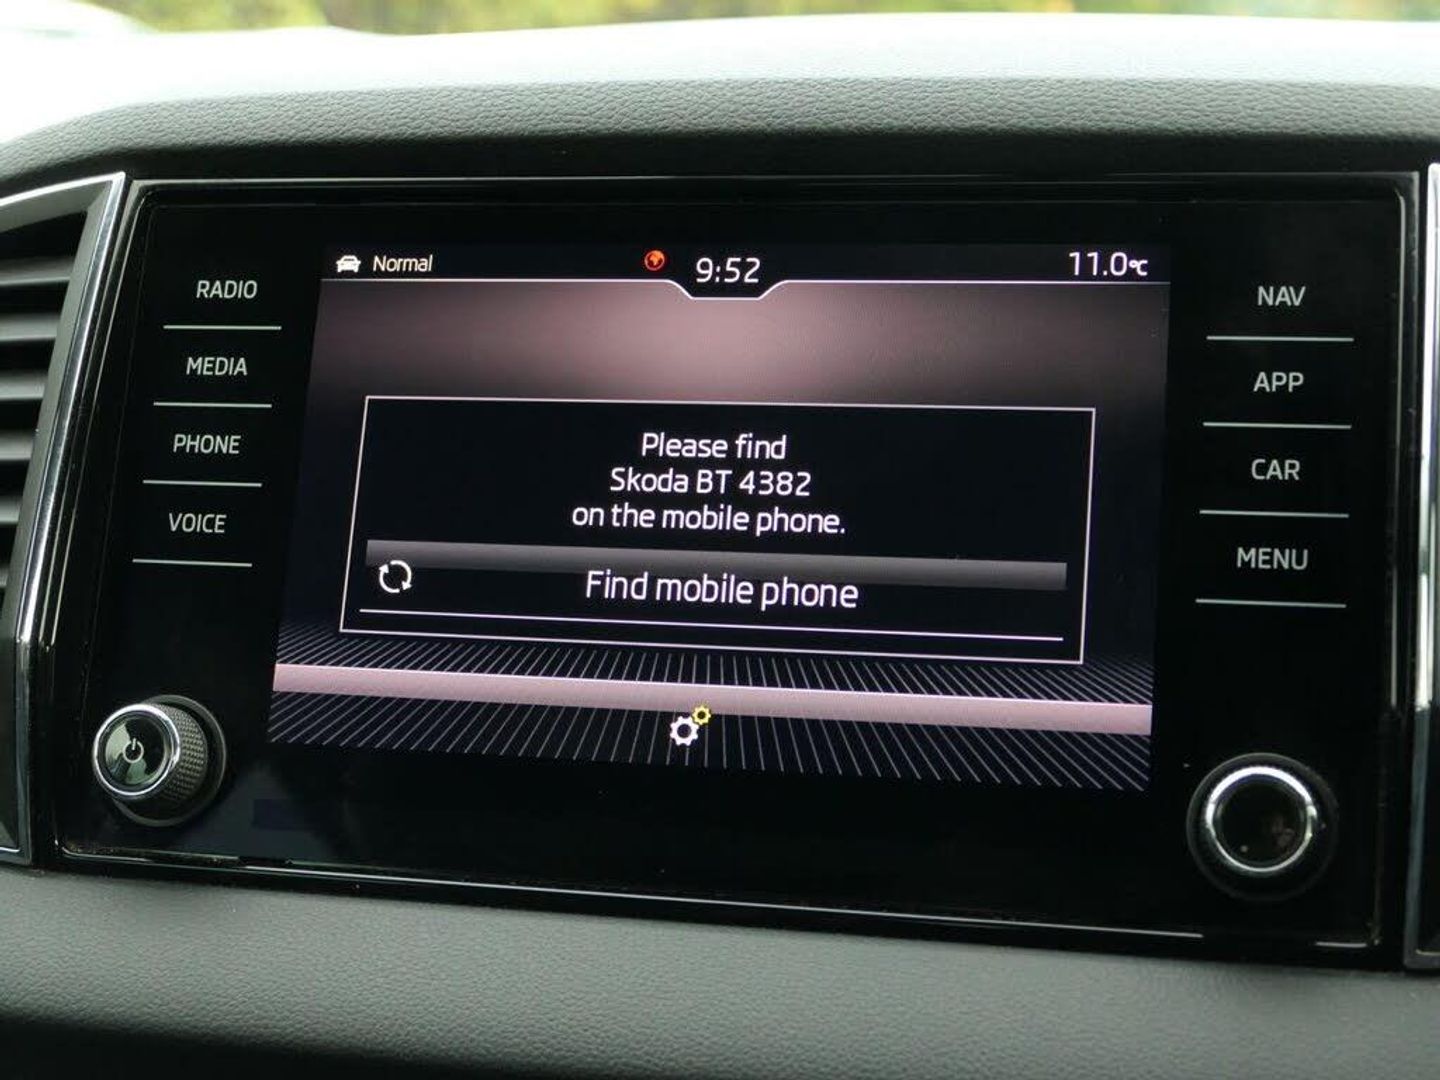 Normal
9:52
11.0°C
RADIO
MEDIA
PHONE
VOICE
Please find
Skoda BT 4382
on the mobile phone.
Find mobile phone
NAV
APP
CAR
MENU